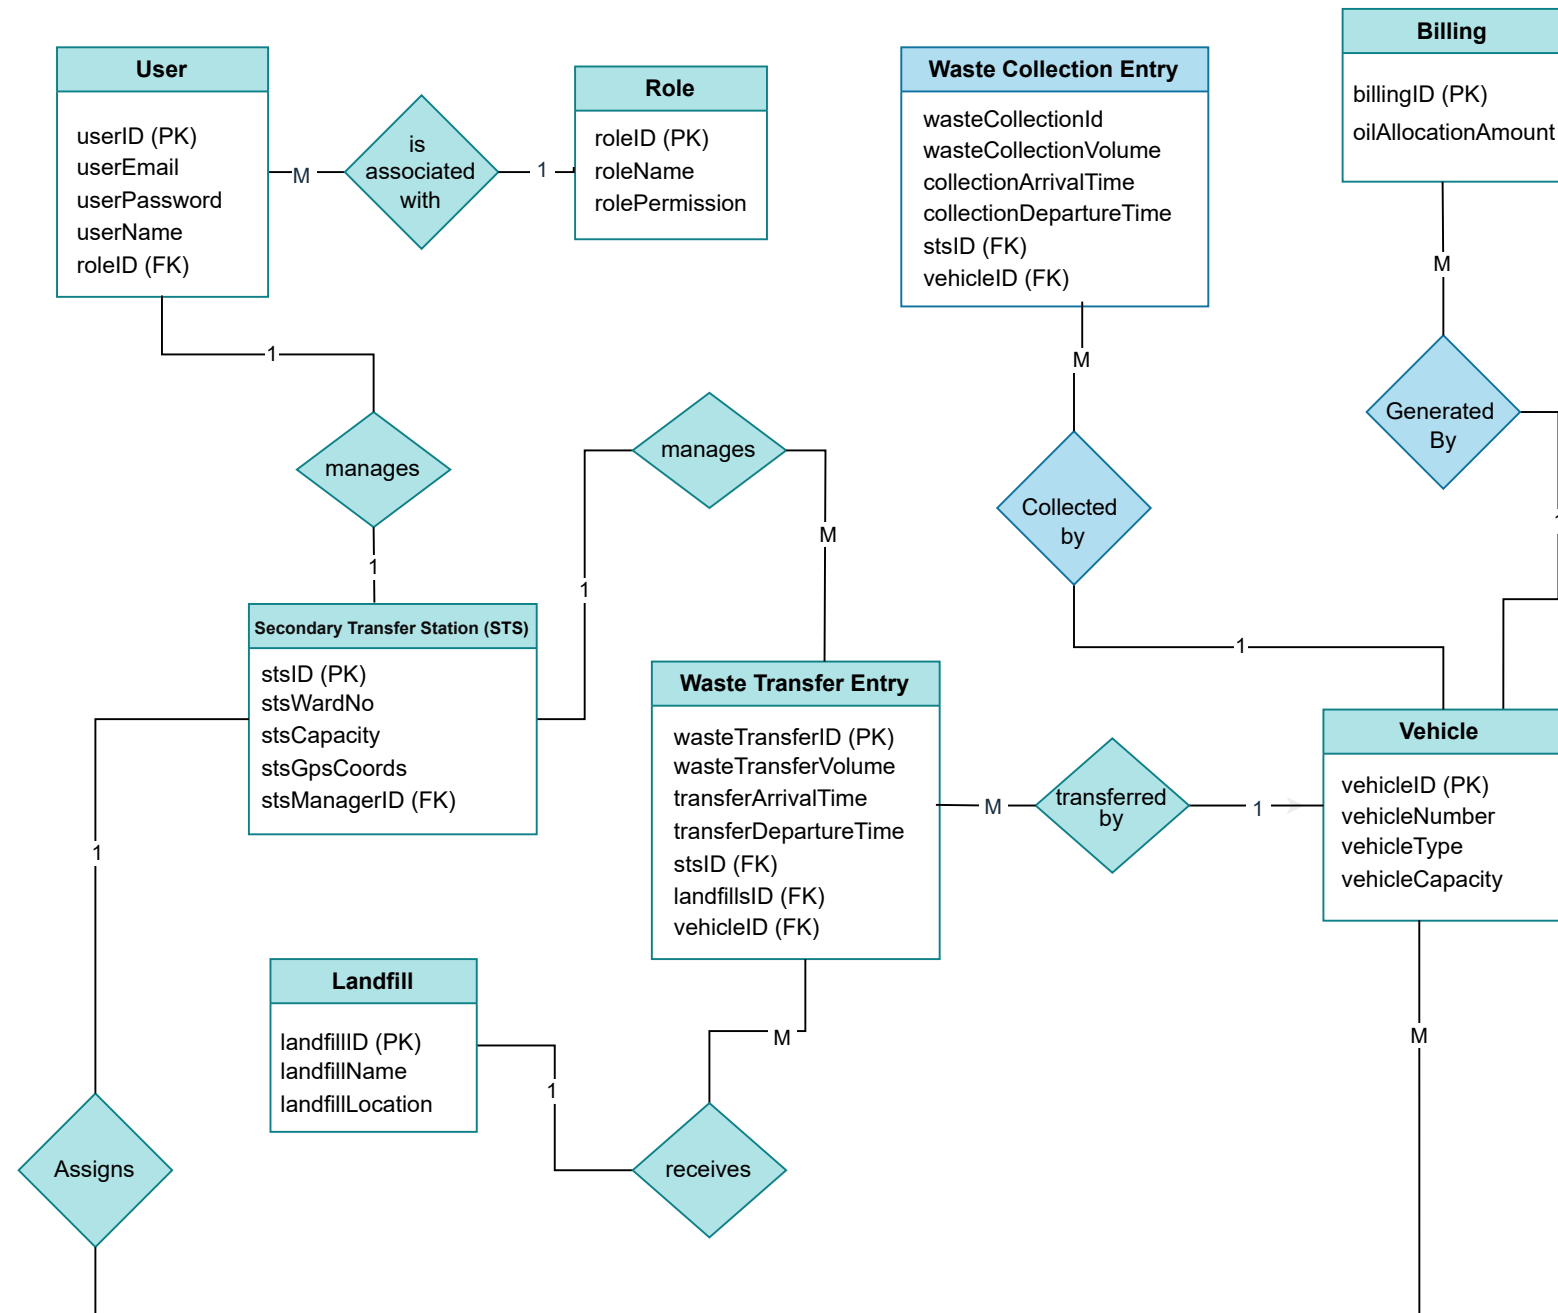 User
userID (PK)
userEmail
userPassword
userName
roleID (FK)
M
is
associated
with
1
Role
roleID (PK)
roleName
rolePermission
Waste Collection Entry
wasteCollectionId
wasteCollectionVolume
collectionArrivalTime
collectionDepartureTime
stsID (FK)
vehicleID (FK)
Billing
billingID (PK)
oilAllocationAmount
M
Generated
By
1
manages
1
manages
1
M
M
Collected
by
1
Secondary Transfer Station (STS)
stsID (PK)
stsWardNo
stsCapacity
stsGpsCoords
stsManagerID (FK)
Waste Transfer Entry
wasteTransferID (PK)
wasteTransferVolume
transferArrivalTime
transferDepartureTime
stsID (FK)
landfillsID (FK)
vehicleID (FK)
M
transferred
by
1
Vehicle
vehicleID (PK)
vehicleNumber
vehicleType
vehicleCapacity
1
Landfill
landfillID (PK)
landfillName
landfillLocation
1
M
receives
M
Assigns